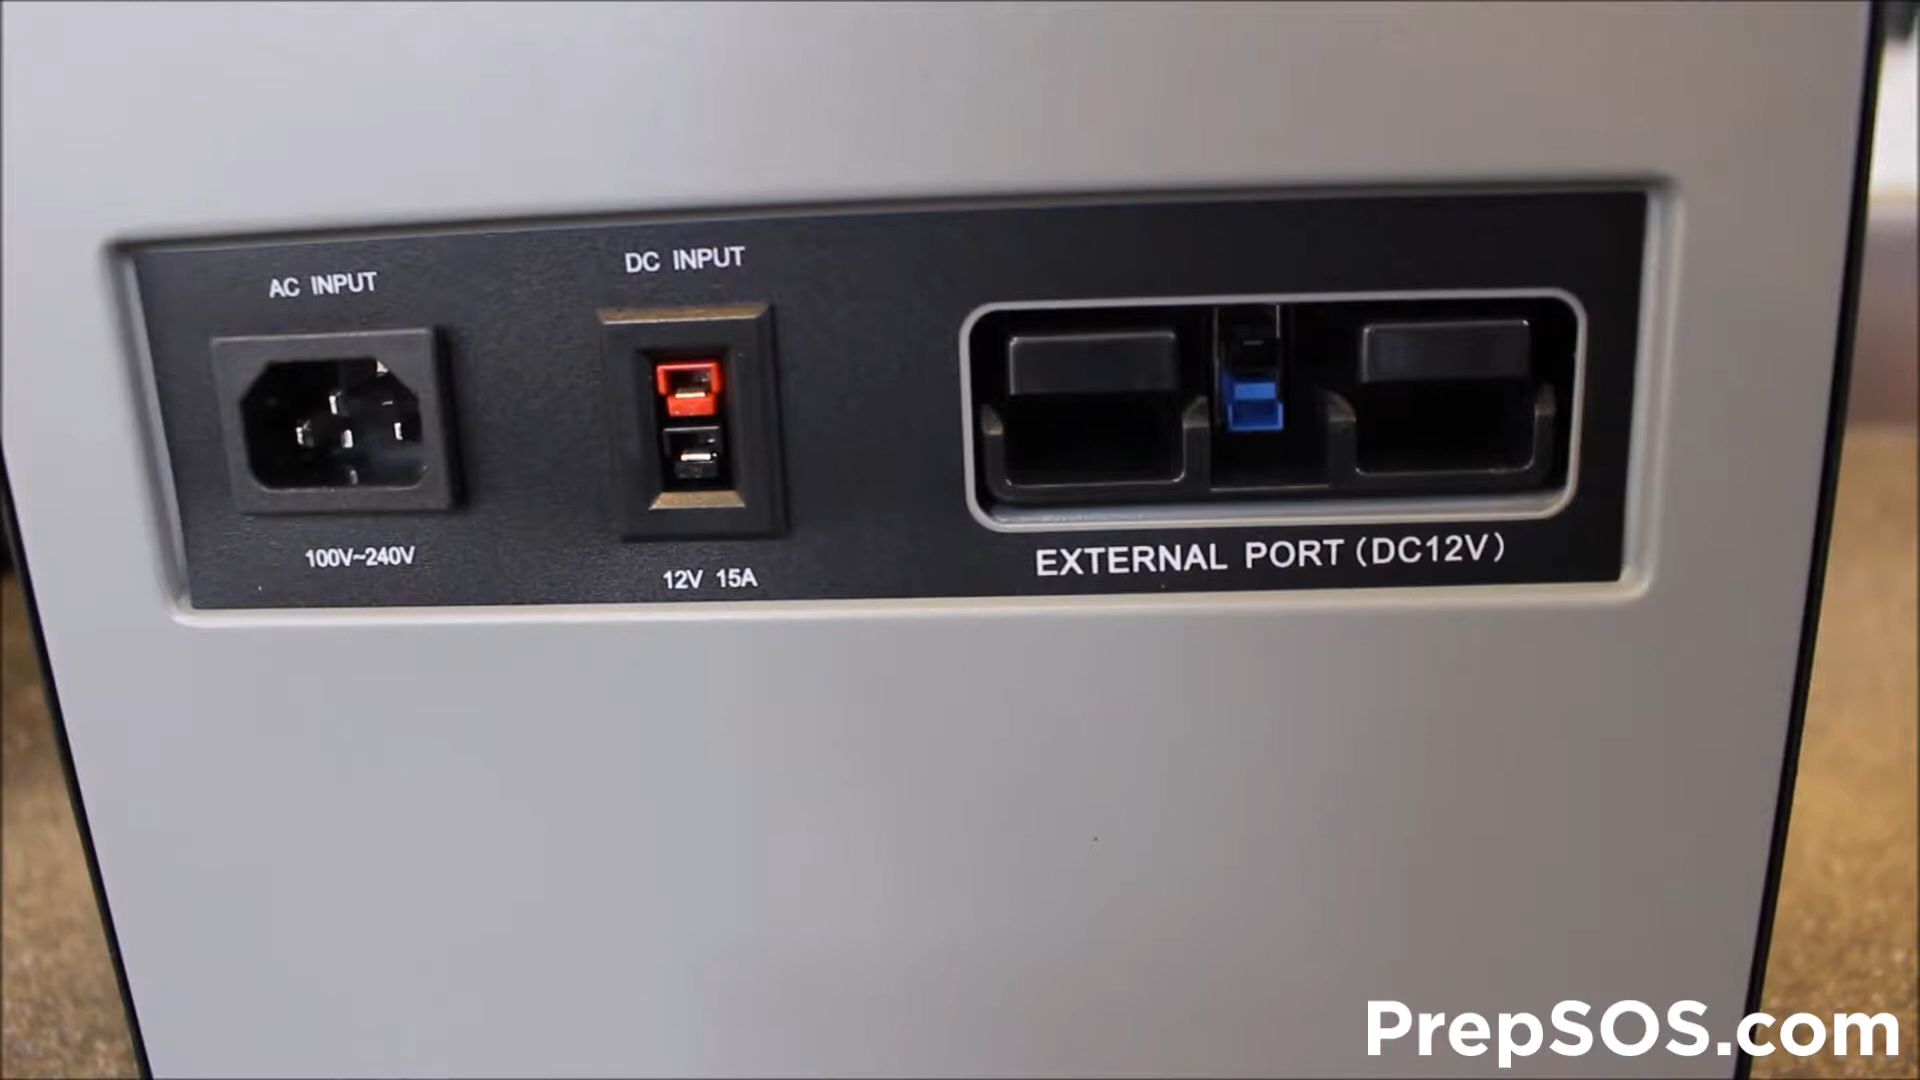 AC INPUT
DC INPUT
100V~240V
12V 15A
EXTERNAL PORT (DC12V)
PrepSOS.com